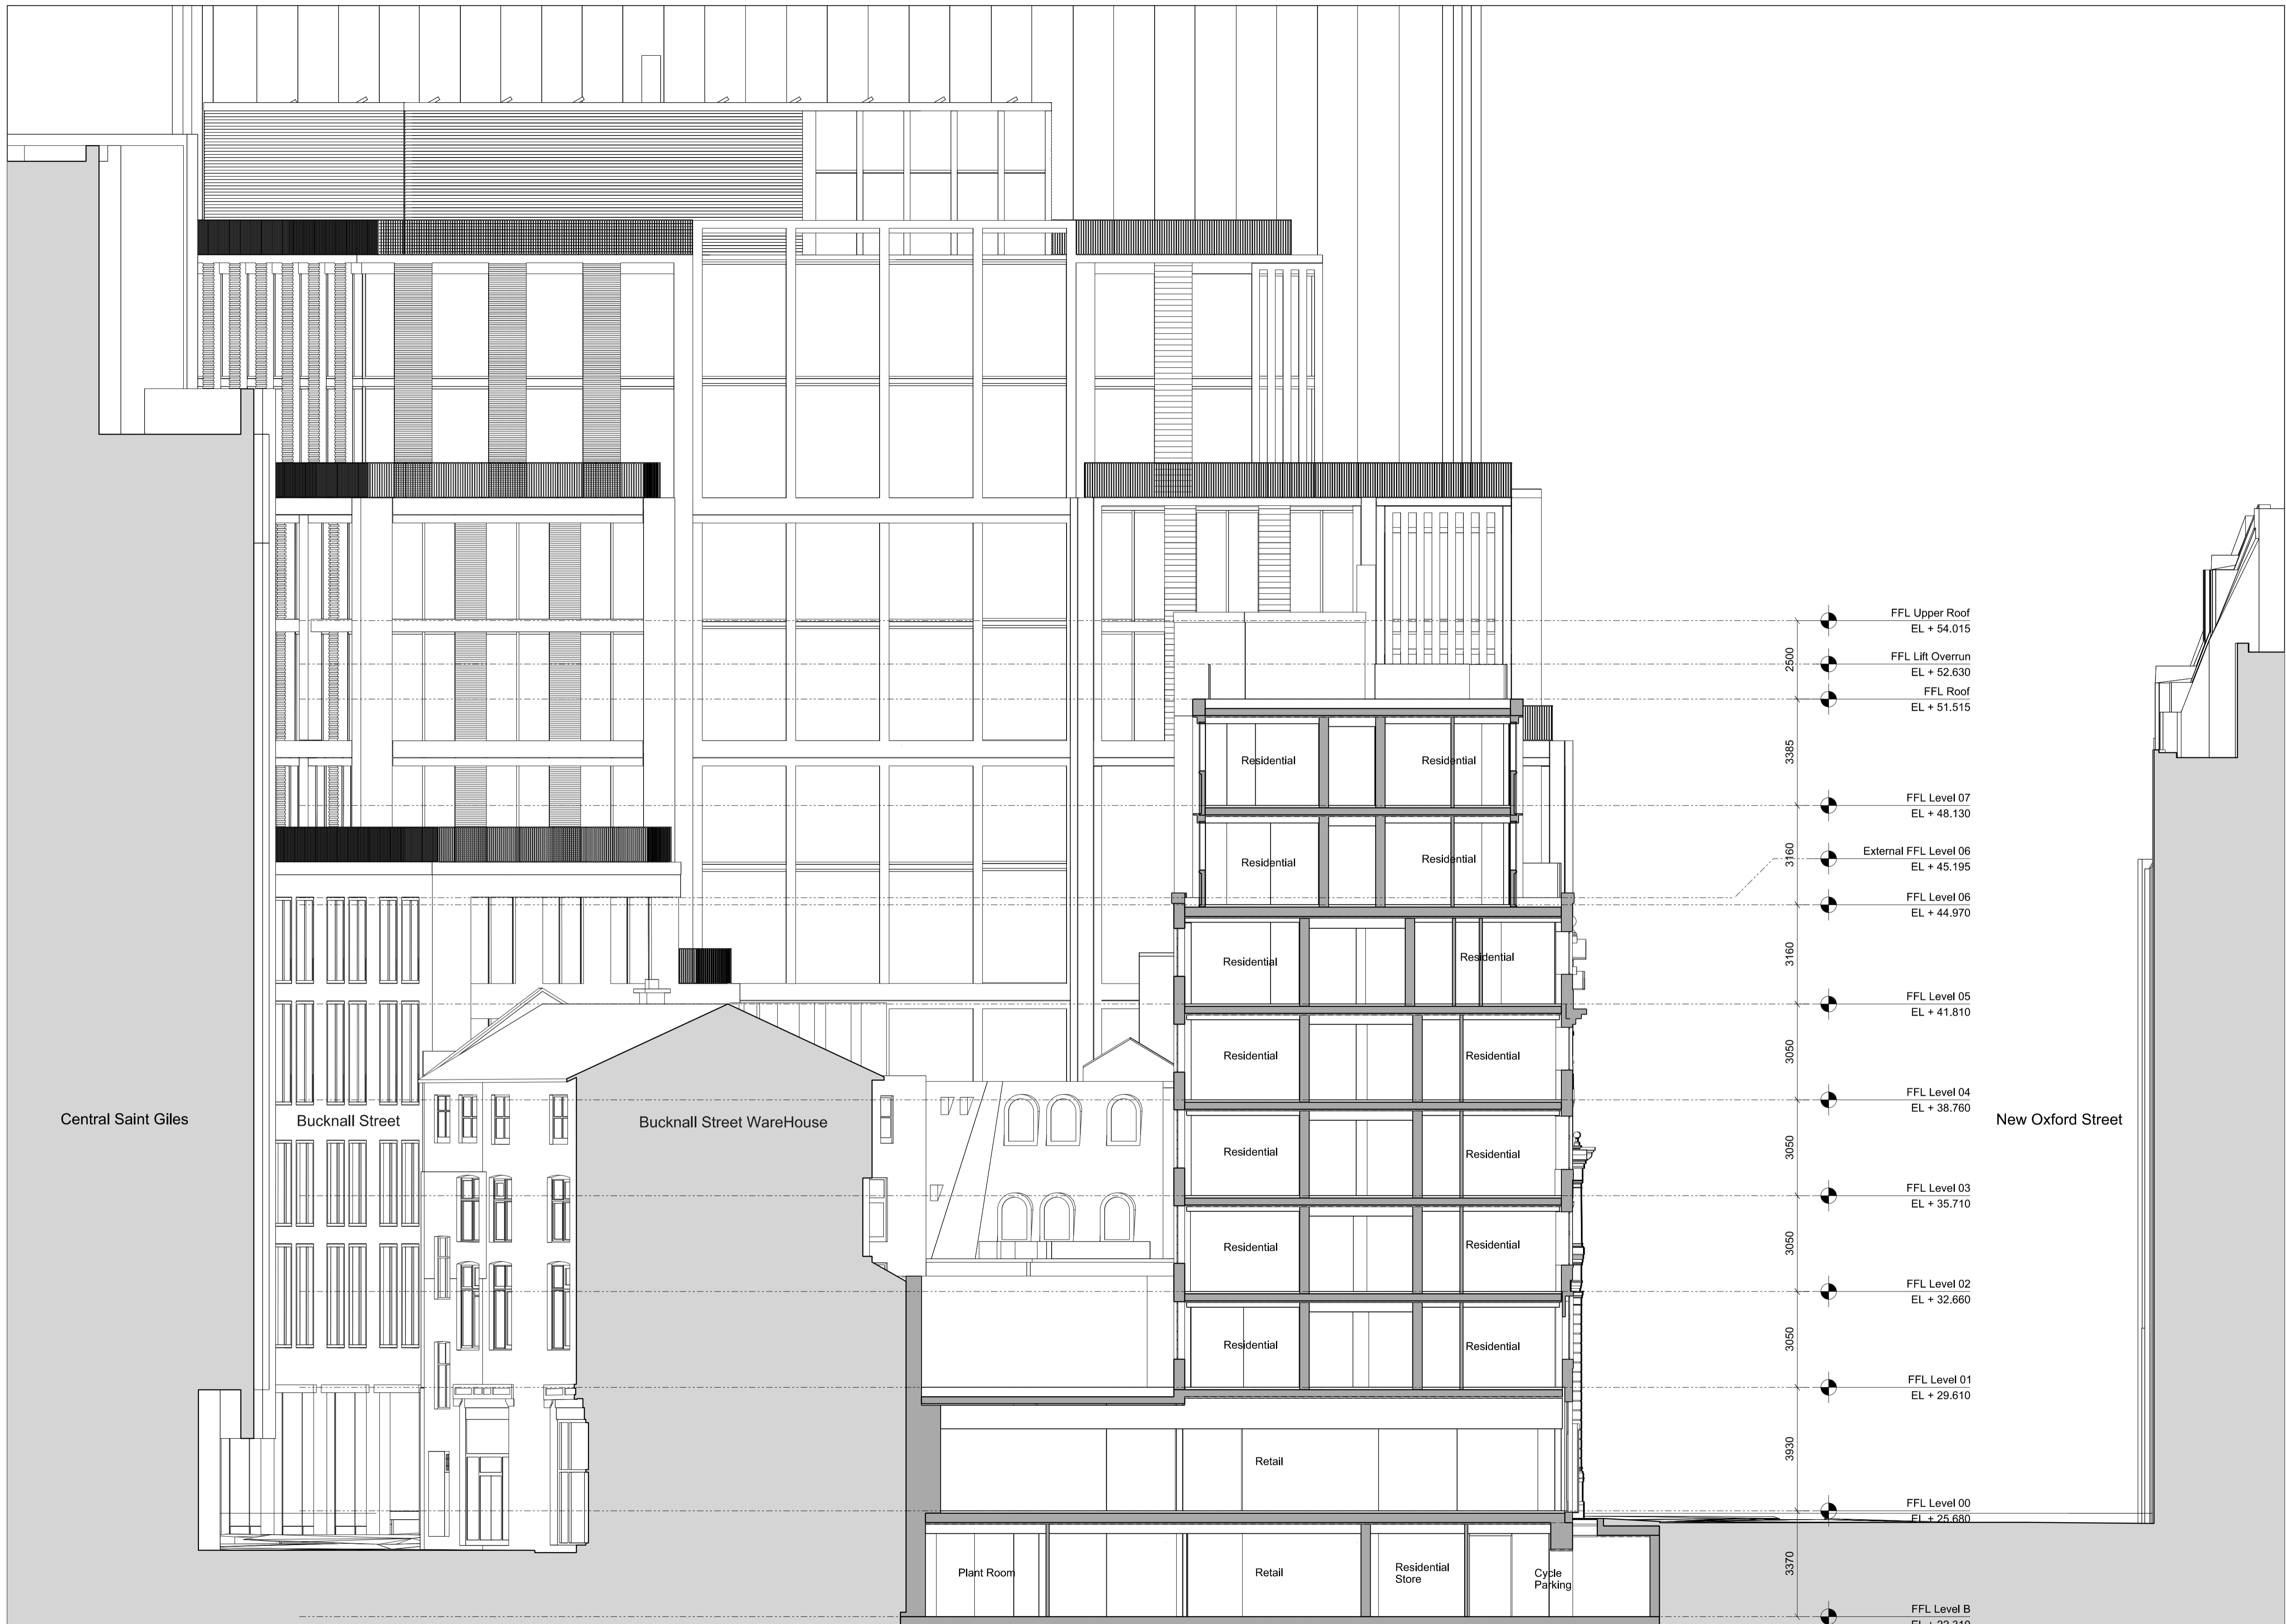 FFL Upper Roof
EL + 54.015
2500
FFL Lift Overrun
EL + 52.630
FFL Roof
EL + 51.515
3385
Residential
Residential
FFL Level 07
EL + 48.130
3160
External FFL Level 06
EL + 45.195
Residential
Residential
FFL Level 06
EL + 44.970
3160
Residential
Residential
FFL Level 05
EL + 41.810
3050
Residential
Residential
FFL Level 04
EL + 38.760
Central Saint Giles
Bucknall Street
Bucknall Street WareHouse
New Oxford Street
3050
Residential
Residential
FFL Level 03
EL + 35.710
3050
Residential
Residential
FFL Level 02
EL + 32.660
3050
Residential
Residential
FFL Level 01
EL + 29.610
3930
Retail
FFL Level 00
EL + 25.680
3370
Plant Room
Retail
Residential
Store
Cycle
Parking
FFL Level B
EL + 22.310